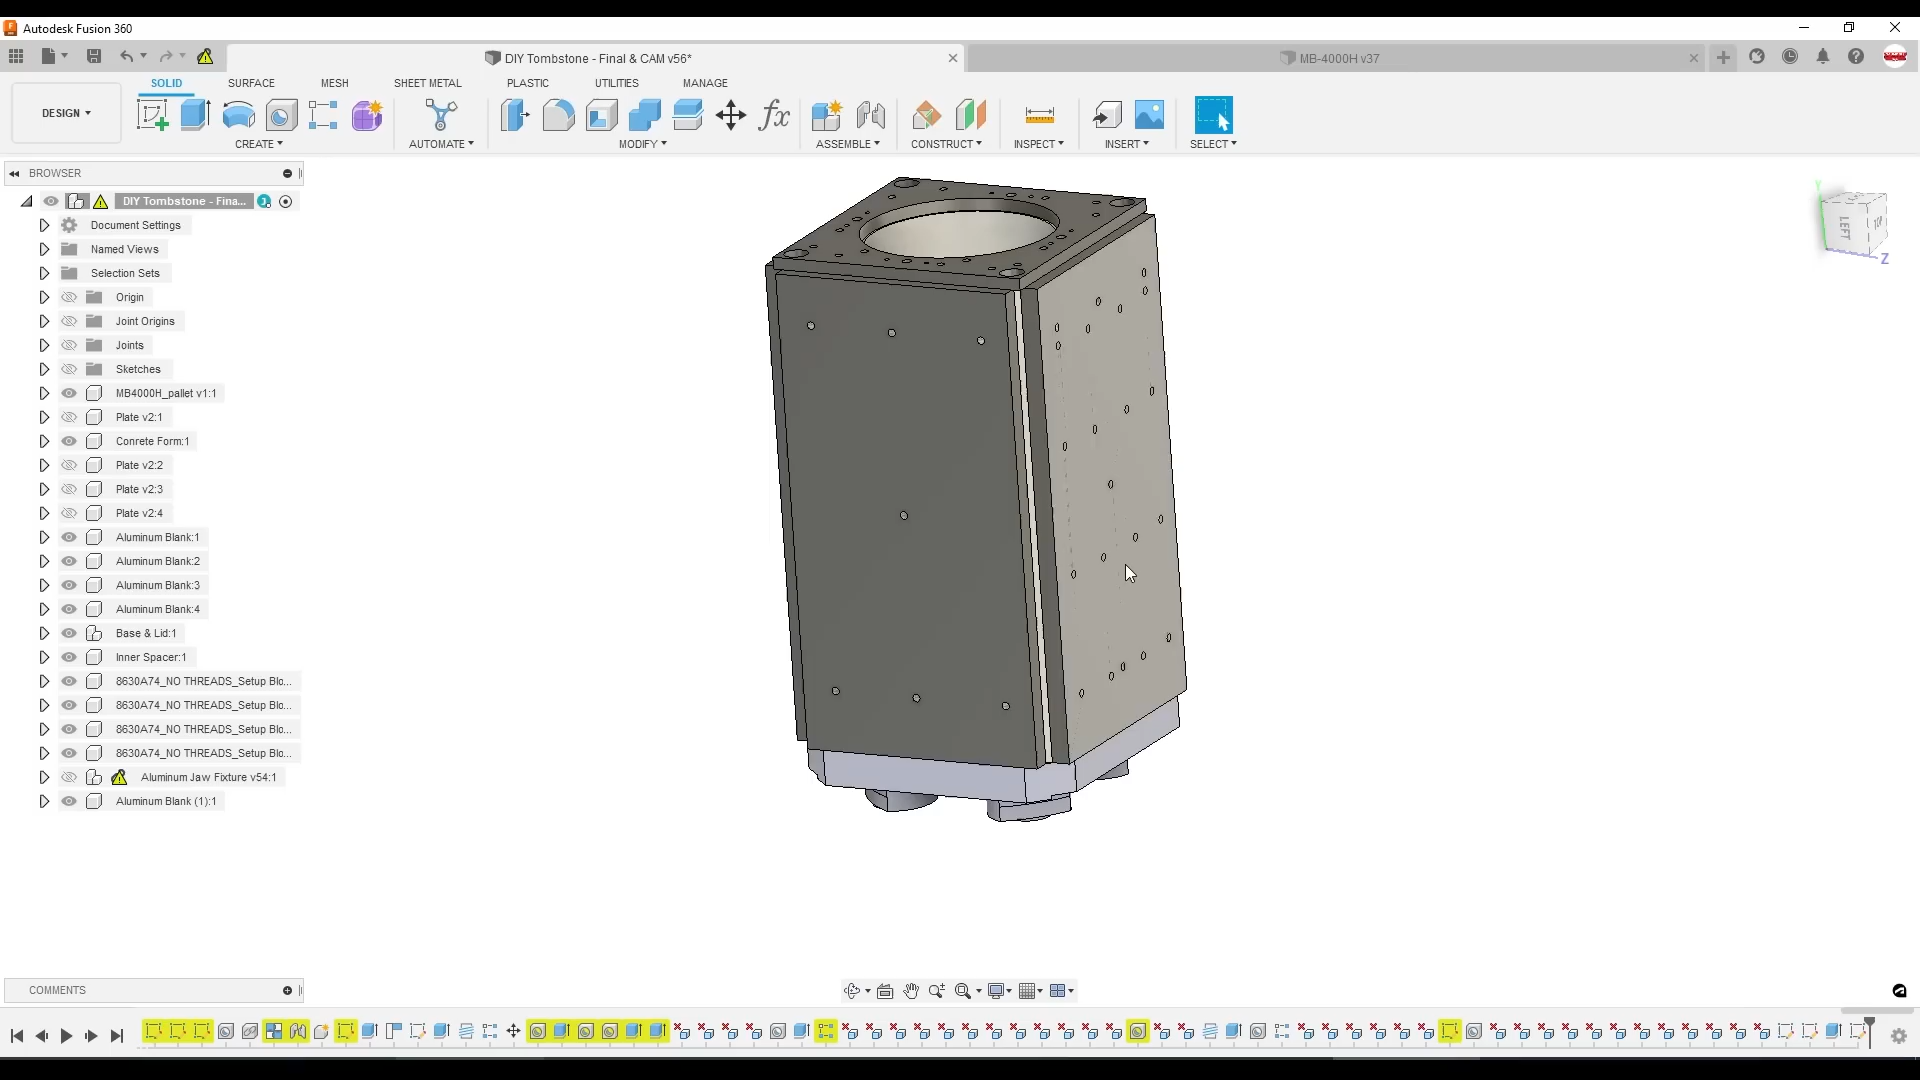 Autodesk Fusion 360
DIY Tombstone - Final & CAM v56*
MB-4000H v37
SOLID
SURFACE
MESH
SHEET METAL
PLASTIC
UTILITIES
MANAGE
DESIGN
CREATE
AUTOMATE
MODIFY
ASSEMBLE
CONSTRUCT
INSPECT
INSERT
SELECT
BROWSER
DIY Tombstone - Fina...
Document Settings
Named Views
Selection Sets
Origin
Joint Origins
Joints
Sketches
MB4000H_pallet v1:1
Plate v2:1
Conrete Form:1
Plate v2:2
Plate v2:3
Plate v2:4
Aluminum Blank:1
Aluminum Blank:2
Aluminum Blank:3
Aluminum Blank:4
Base & Lid:1
Inner Spacer:1
8630A74_NO THREADS_Setup Blo...
8630A74_NO THREADS_Setup Blo...
8630A74_NO THREADS_Setup Blo...
8630A74_NO THREADS_Setup Blo...
Aluminum Jaw Fixture v54:1
Aluminum Blank (1):1
LEFT
Z
COMMENTS